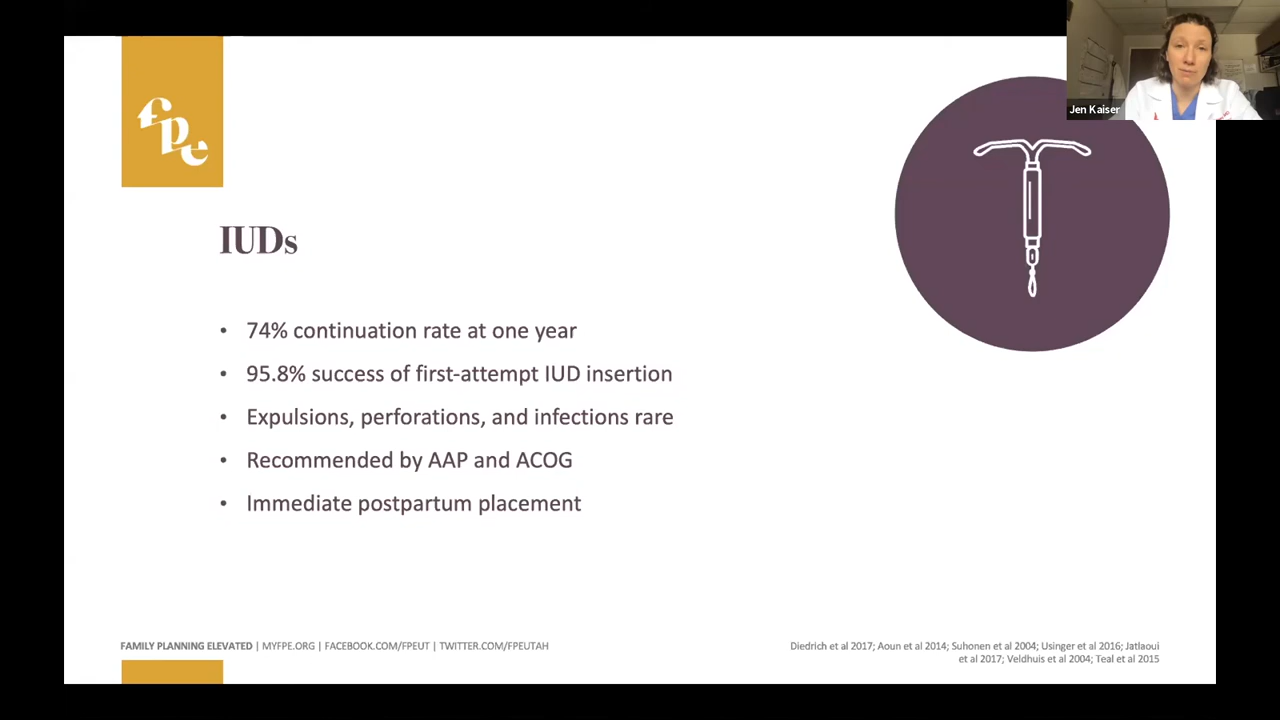 Jen Kaiser
fpe
IUDs
• 74% continuation rate at one year
• 95.8% success of first-attempt IUD insertion
• Expulsions, perforations, and infections rare
• Recommended by AAP and ACOG
• Immediate postpartum placement
FAMILY PLANNING ELEVATED | MYFPE.ORG | FACEBOOK.COM/FPEUT | TWITTER.COM/FPEUTAH
Diedrich et al 2017; Aoun et al 2014; Suhonen et al 2004; Usinger et al 2016; Jatlaoui
et al 2017; Veldhuis et al 2004; Teal et al 2015